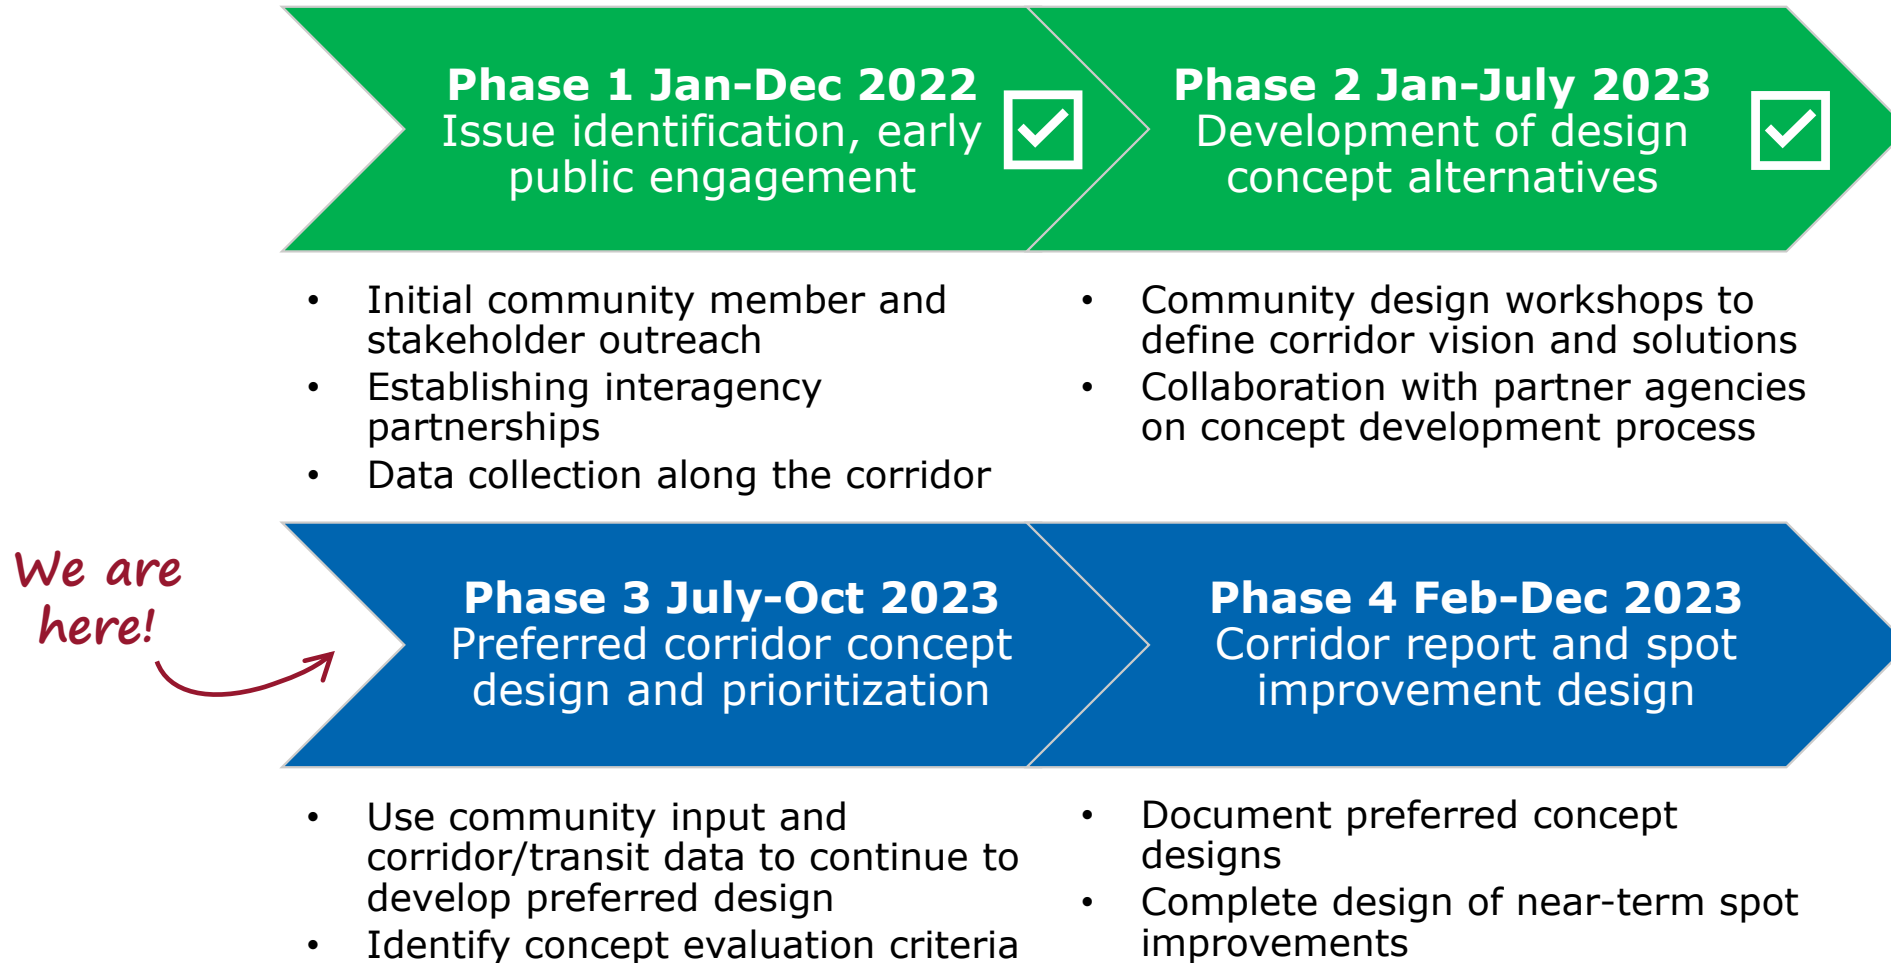 Phase 1 Jan-Dec 2022
Issue identification, early
public engagement
Phase 2 Jan-July 2023
Development of design
concept alternatives
• Initial community member and
stakeholder outreach
• Establishing interagency
partnerships
• Data collection along the corridor
• Community design workshops to
define corridor vision and solutions
• Collaboration with partner agencies
on concept development process
We are
here!
Phase 3 July-Oct 2023
Preferred corridor concept
design and prioritization
Phase 4 Feb-Dec 2023
Corridor report and spot
improvement design
• Use community input and
corridor/transit data to continue to
develop preferred design
• Identify concept evaluation criteria
• Document preferred concept
designs
• Complete design of near-term spot
improvements